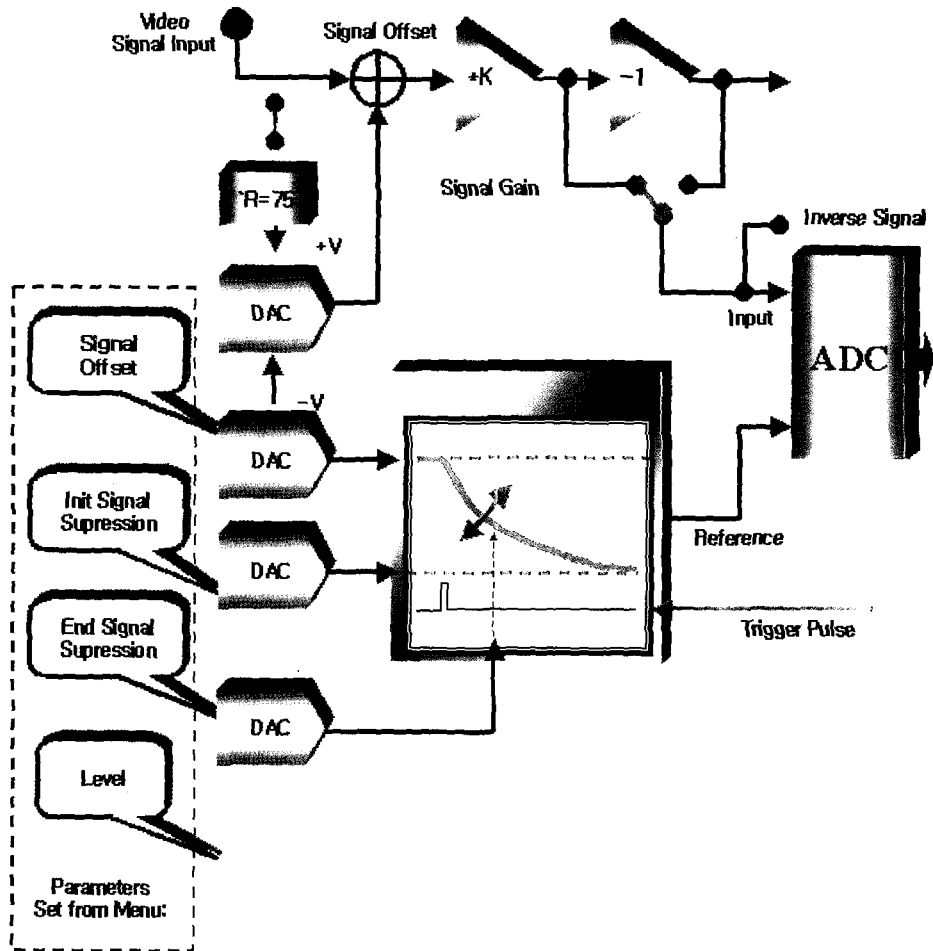 Video
Signal Input
Signal Offset
+K
-1
Signal Gain
*R=75
+V
DAC
-V
Inverse Signal
Input
ADC
Signal
Offset
DAC
Init Signal
Supression
DAC
Reference
End Signal
Supression
Trigger Pulse
DAC
Level
Parameters
Set from Menu: